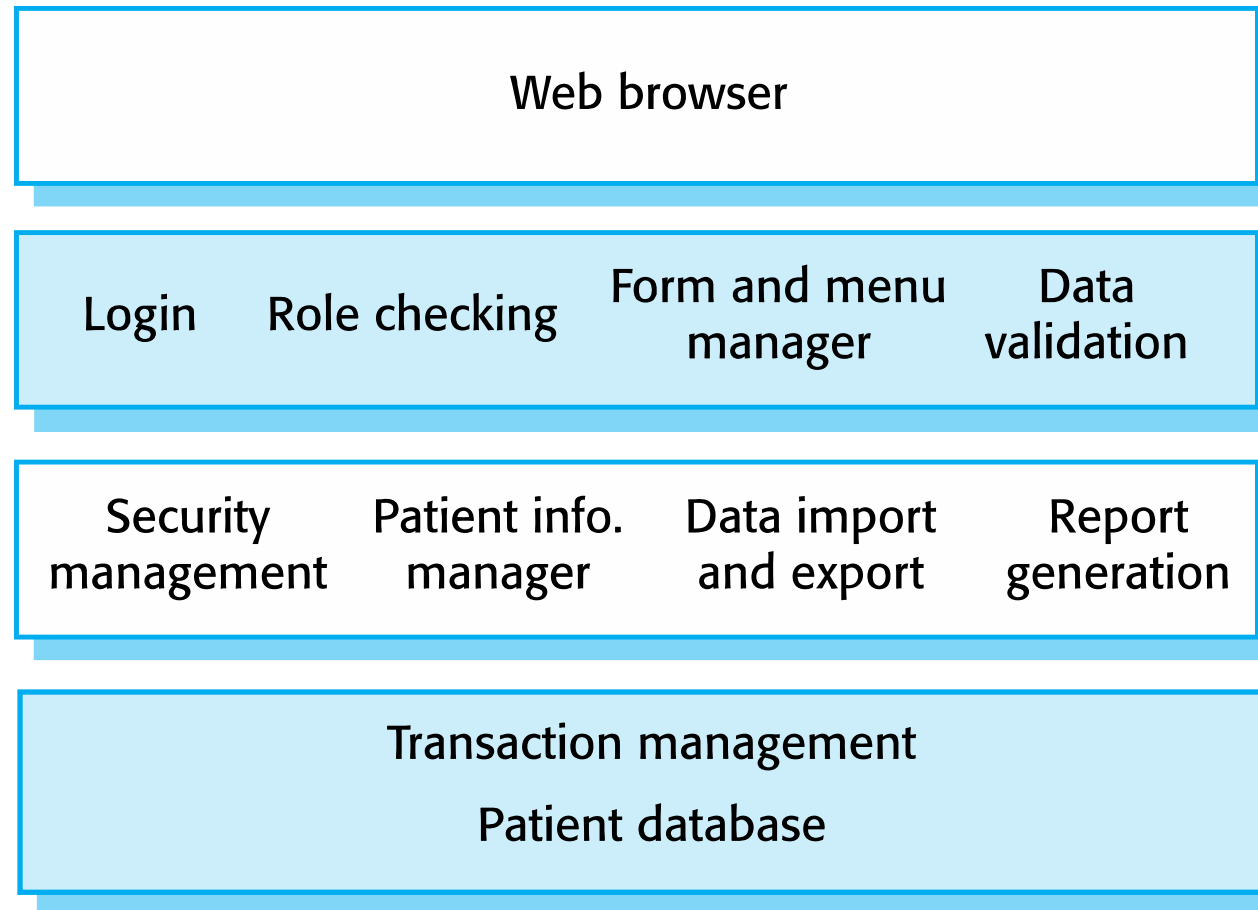 Web browser
Login
Role checking
Form and menu
manager
Data
validation
Security
management
Patient info.
manager
Data import
and export
Report
generation
Transaction management
Patient database